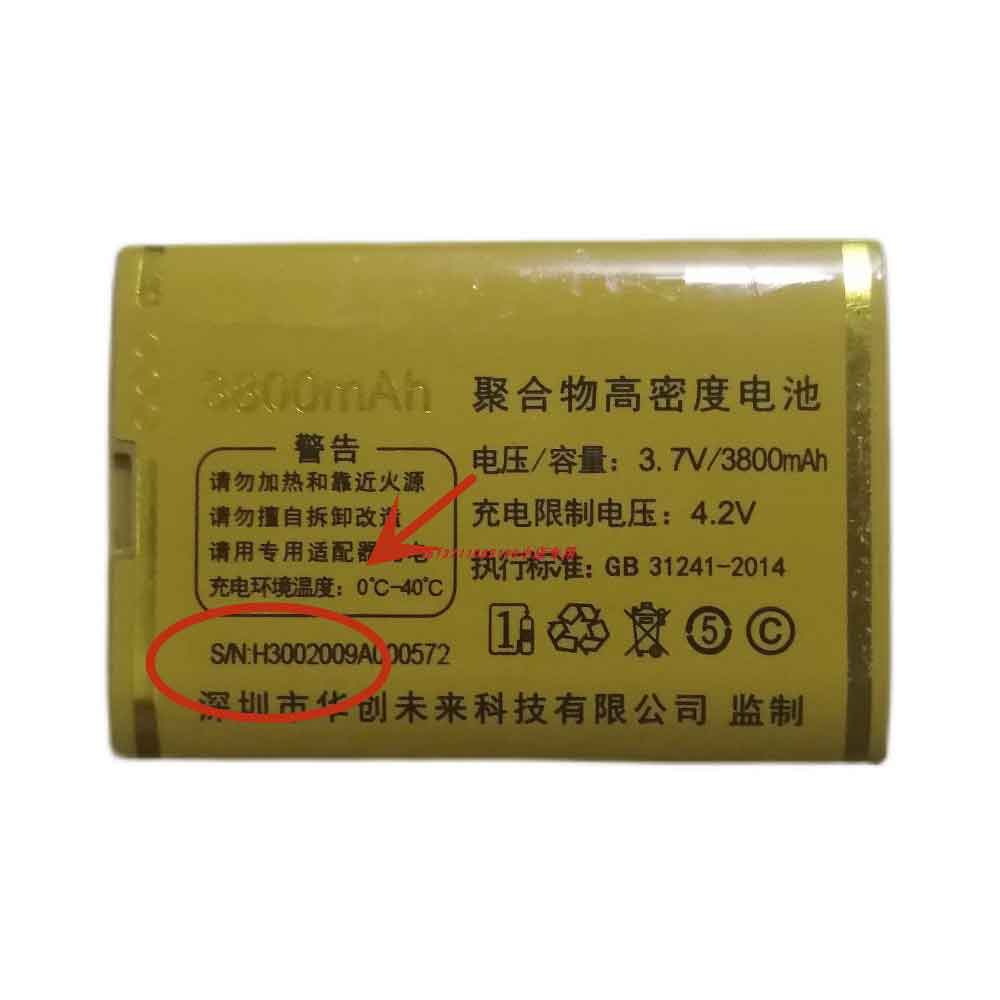 3800mAh
聚合物高密度电池
警告
请勿加热和靠近火源
请勿擅自拆卸改造
请用专用适配器充电
充电环境温度：0℃-40℃
电压/容量：3.7V/3800mAh
充电限制电压：4.2V
执行标准：GB 31241-2014
S/N:H3002009A000572
深圳市华创未来科技有限公司 监制